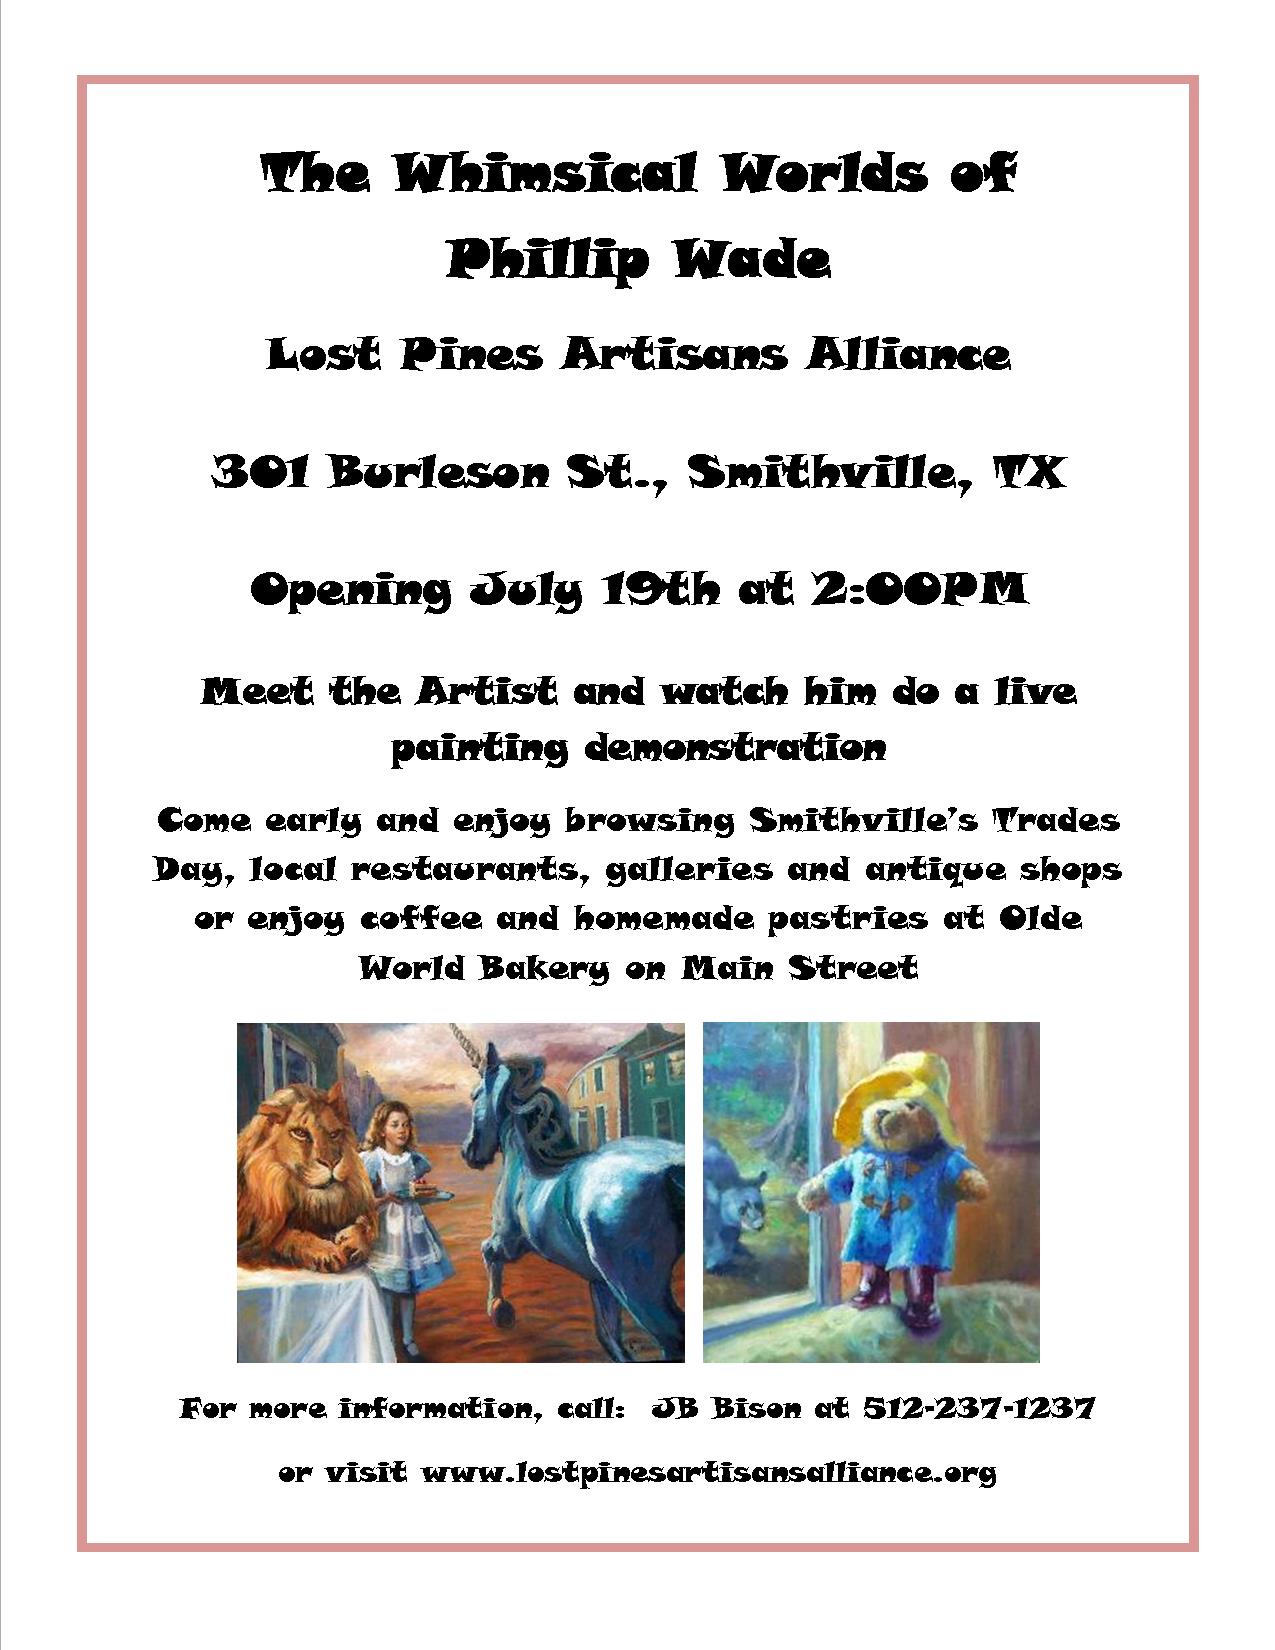 The Whimsical Worlds of
Phillip Wade
Lost Pines Artisans Alliance
301 Burleson St., Smithville, TX
Opening July 19th at 2:00PM
Meet the Artist and watch him do a live
painting demonstration
Come early and enjoy browsing Smithville's Trades
Day, local restaurants, galleries and antique shops
or enjoy coffee and homemade pastries at Olde
World Bakery on Main Street
For more information, call:  JB Bison at 512-237-1237
or visit www.lostpinesartisansalliance.org